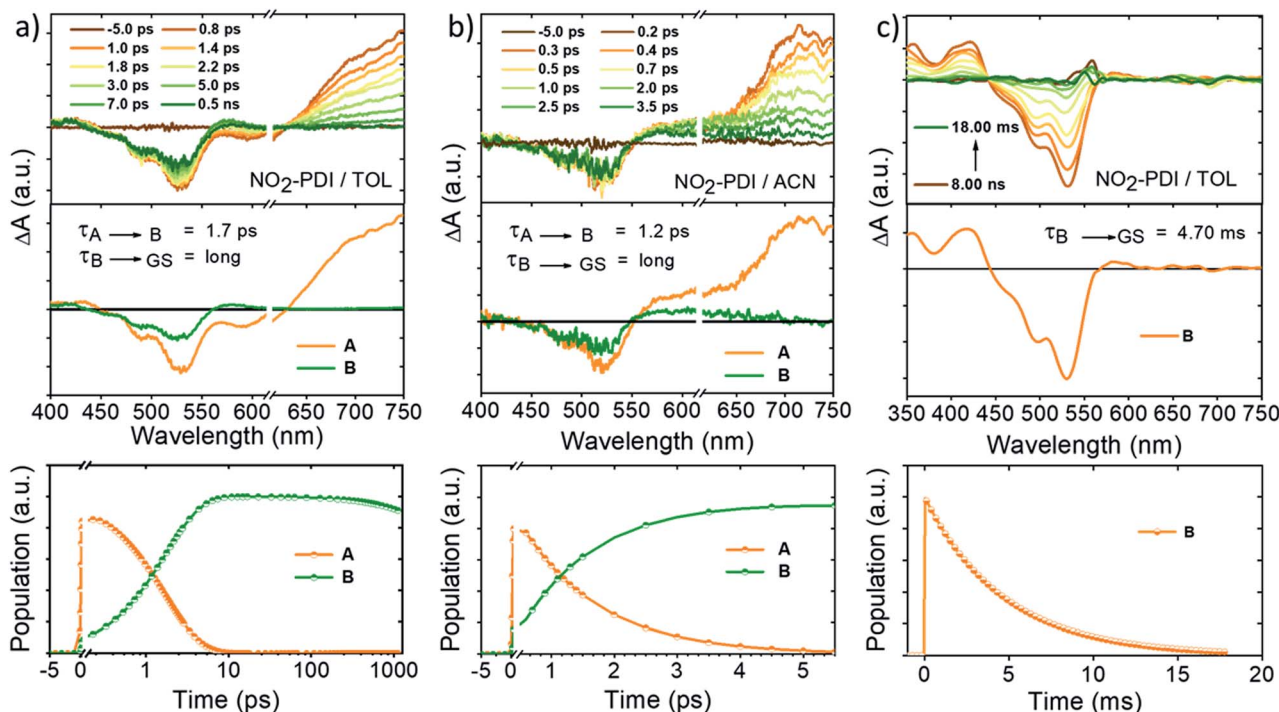 a)
-5.0 ps 0.8 ps
1.0 ps 1.4 ps
1.8 ps 2.2 ps
3.0 ps 5.0 ps
7.0 ps 0.5 ns
NO2-PDI / TOL
ΔA (a.u.)
τA → B = 1.7 ps
τB → GS = long
A
B
400 450 500 550 600 650 700 750
Wavelength (nm)
Population (a.u.)
A
B
-5 0 1 10 100 1000
Time (ps)
b)
-5.0 ps 0.2 ps
0.3 ps 0.4 ps
0.5 ps 0.7 ps
1.0 ps 2.0 ps
2.5 ps 3.5 ps
NO2-PDI / ACN
ΔA (a.u.)
τA → B = 1.2 ps
τB → GS = long
A
B
400 450 500 550 600 650 700 750
Wavelength (nm)
Population (a.u.)
A
B
-5 0 1 2 3 4 5
Time (ps)
c)
18.00 ms
8.00 ns
NO2-PDI / TOL
ΔA (a.u.)
τB → GS = 4.70 ms
B
350 400 450 500 550 600 650 700 750
Wavelength (nm)
Population (a.u.)
B
0 5 10 15 20
Time (ms)